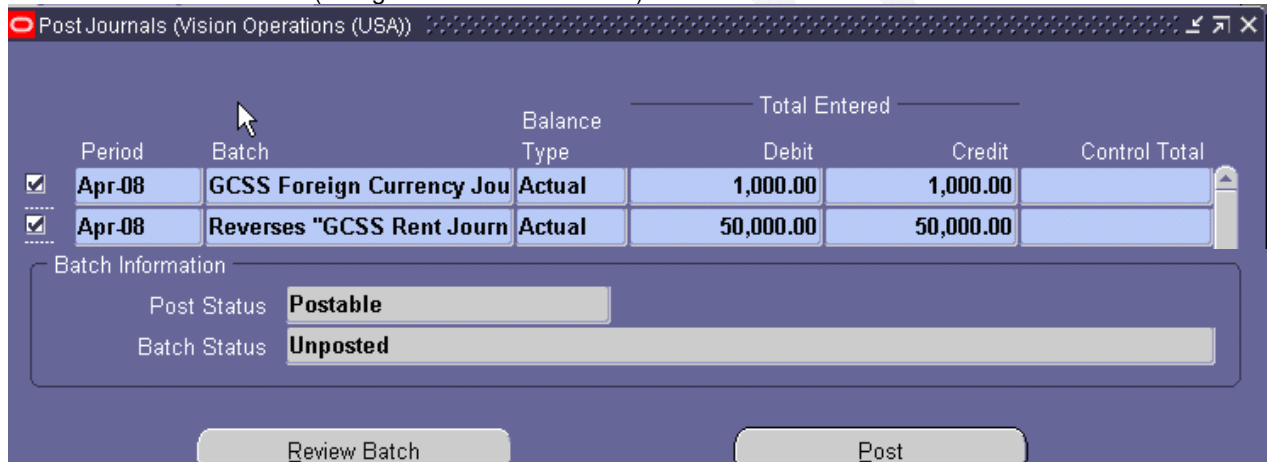 Post Journals (Vision Operations (USA))
Total Entered
Balance
Period Batch Type Debit Credit Control Total
Apr-08 GCSS Foreign Currency Jou Actual 1,000.00 1,000.00
Apr-08 Reverses "GCSS Rent Journ Actual 50,000.00 50,000.00
Batch Information
Post Status Postable
Batch Status Unposted
Review Batch Post